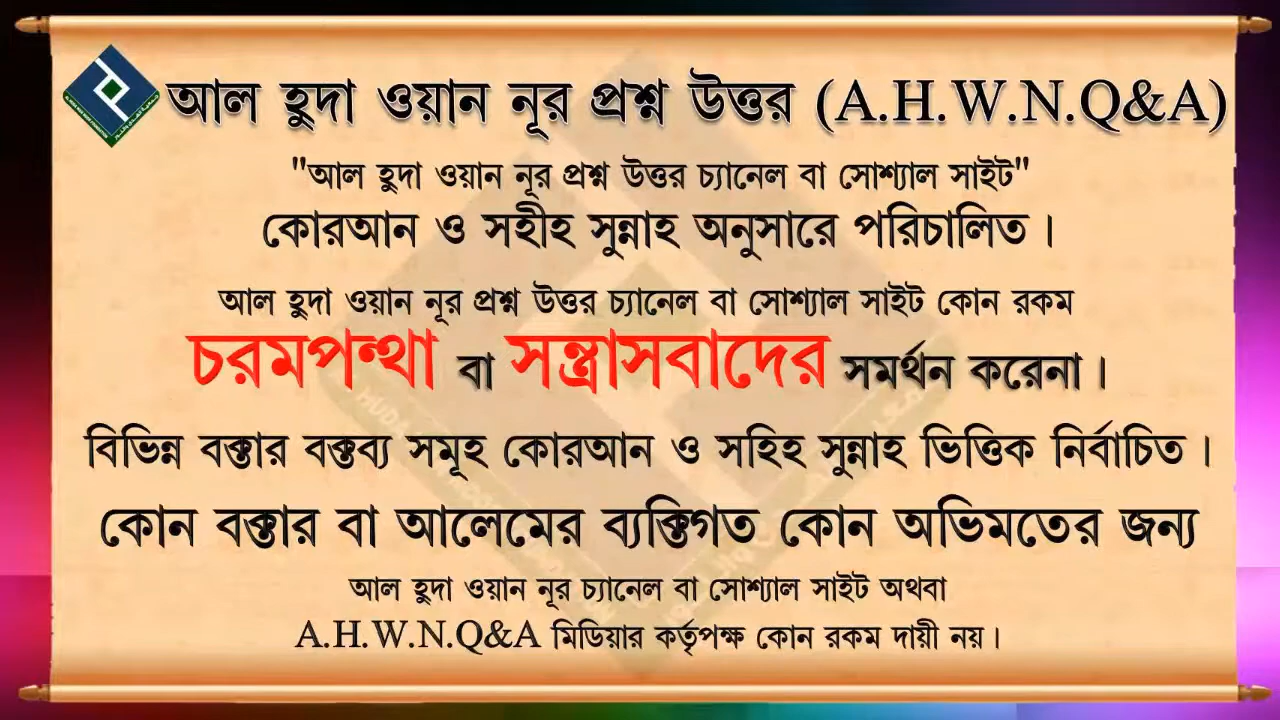 আল হুদা ওয়ান নূর প্রশ্ন উত্তর (A.H.W.N.Q&A)
"আল হুদা ওয়ান নূর প্রশ্ন উত্তর চ্যানেল বা সোশ্যাল সাইট"
কোরআন ও সহীহ সুন্নাহ অনুসারে পরিচালিত।
আল হুদা ওয়ান নূর প্রশ্ন উত্তর চ্যানেল বা সোশ্যাল সাইট কোন রকম
চরমপন্থা বা সন্ত্রাসবাদের সমর্থন করেনা।
বিভিন্ন বক্তার বক্তব্য সমূহ কোরআন ও সহিহ সুন্নাহ ভিত্তিক নির্বাচিত।
কোন বক্তার বা আলেমের ব্যক্তিগত কোন অভিমতের জন্য
আল হুদা ওয়ান নূর চ্যানেল বা সোশ্যাল সাইট অথবা
A.H.W.N.Q&A মিডিয়ার কর্তৃপক্ষ কোন রকম দায়ী নয়।